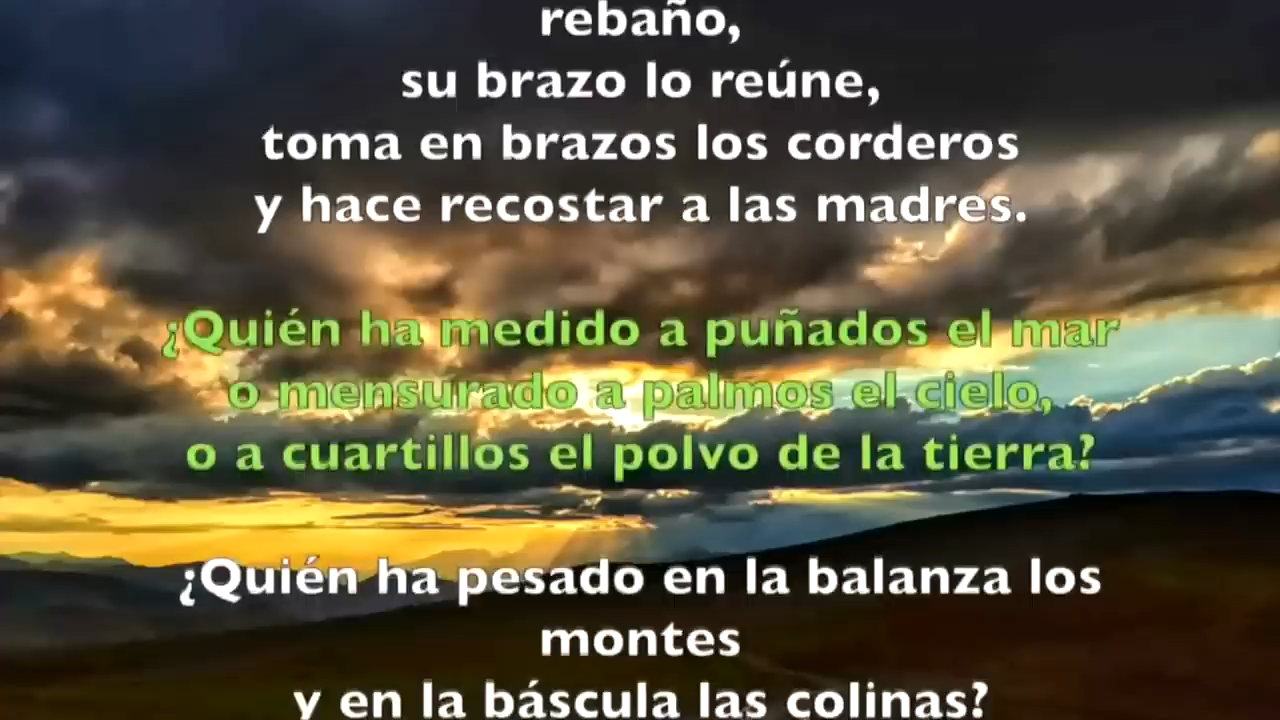 rebaño,
su brazo lo reúne,
toma en brazos los corderos
y hace recostar a las madres.
¿Quién ha medido a puñados el mar
o mensurado a palmos el cielo,
o a cuartillos el polvo de la tierra?
¿Quién ha pesado en la balanza los
montes
y en la báscula las colinas?